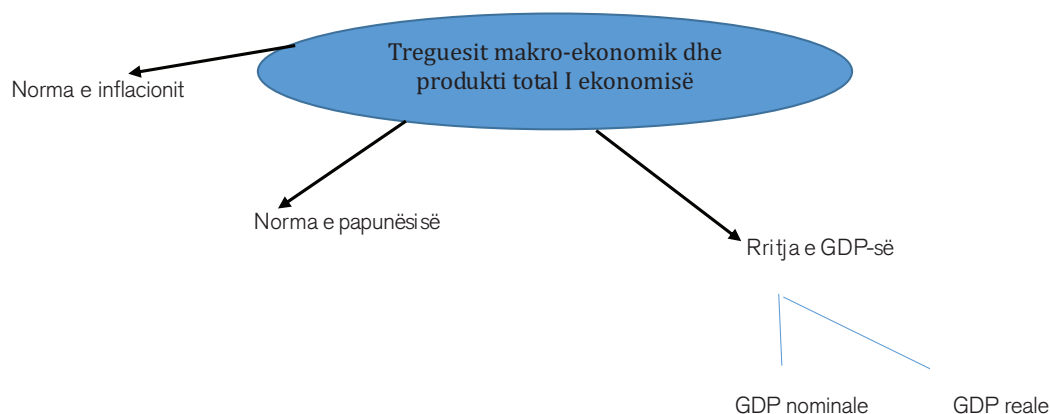 Treguesit makro-ekonomik dhe
produkti total I ekonomisë
Norma e inflacionit
Norma e papunësisë
Rritja e GDP-së
GDP nominale
GDP reale